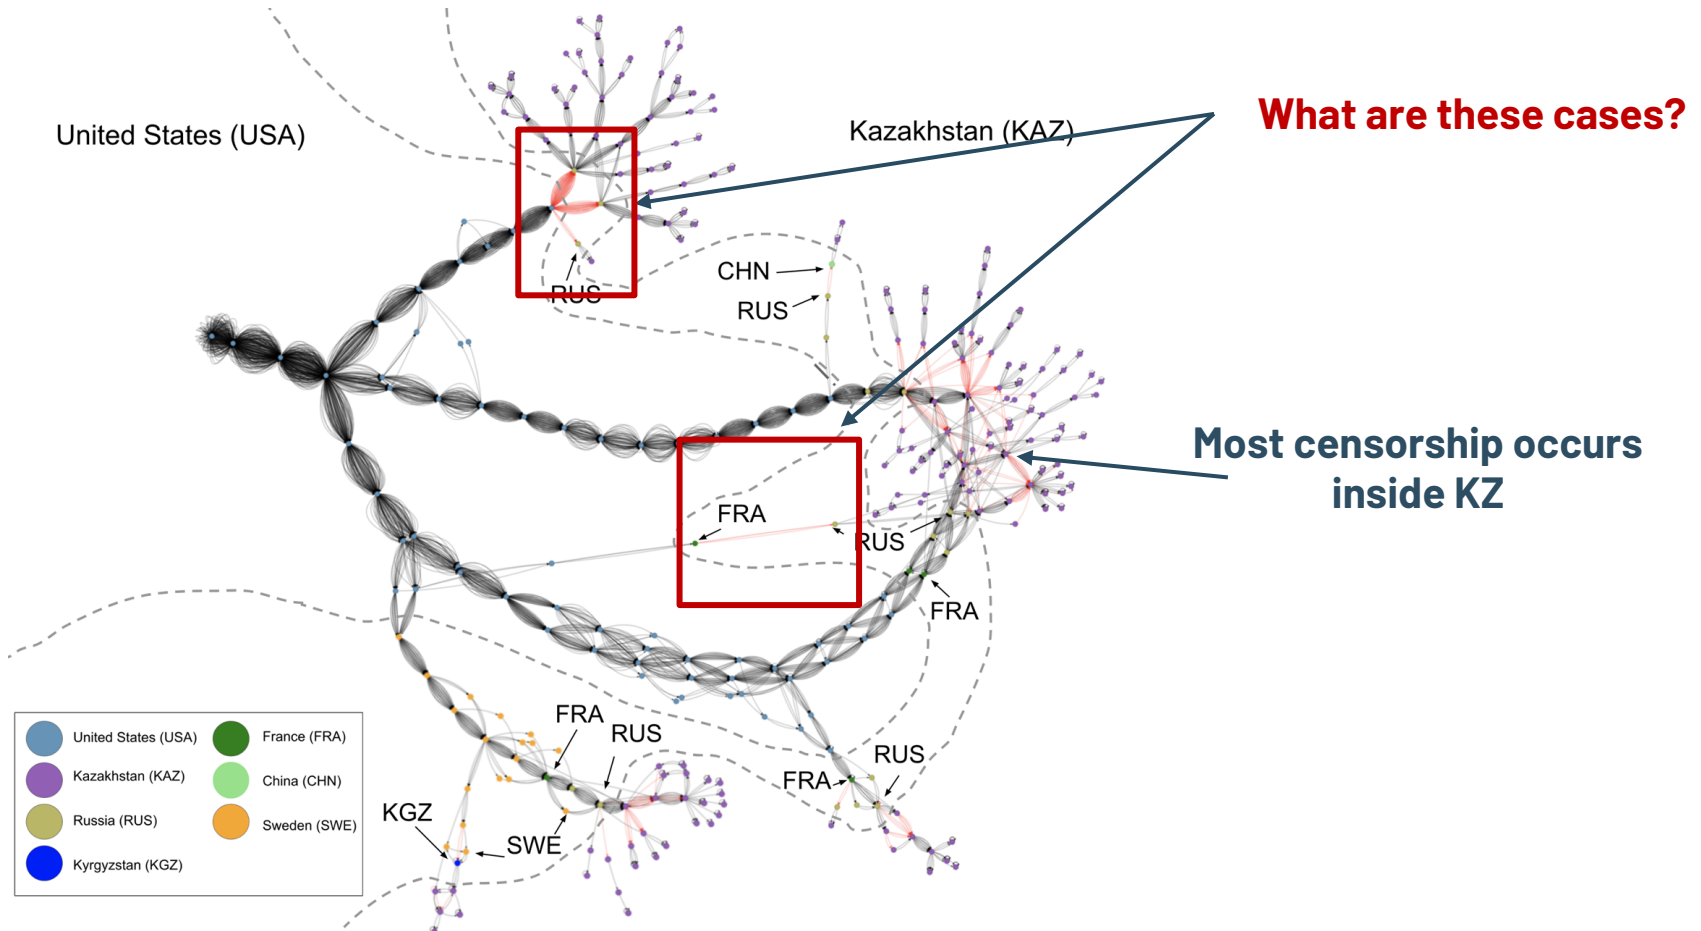 United States (USA)
Kazakhstan (KAZ)
What are these cases?
RUS
CHN
RUS
Most censorship occurs
inside KZ
FRA
RUS
FRA
FRA
RUS
RUS
FRA
KGZ
SWE
United States (USA)
France (FRA)
Kazakhstan (KAZ)
China (CHN)
Russia (RUS)
Sweden (SWE)
Kyrgyzstan (KGZ)